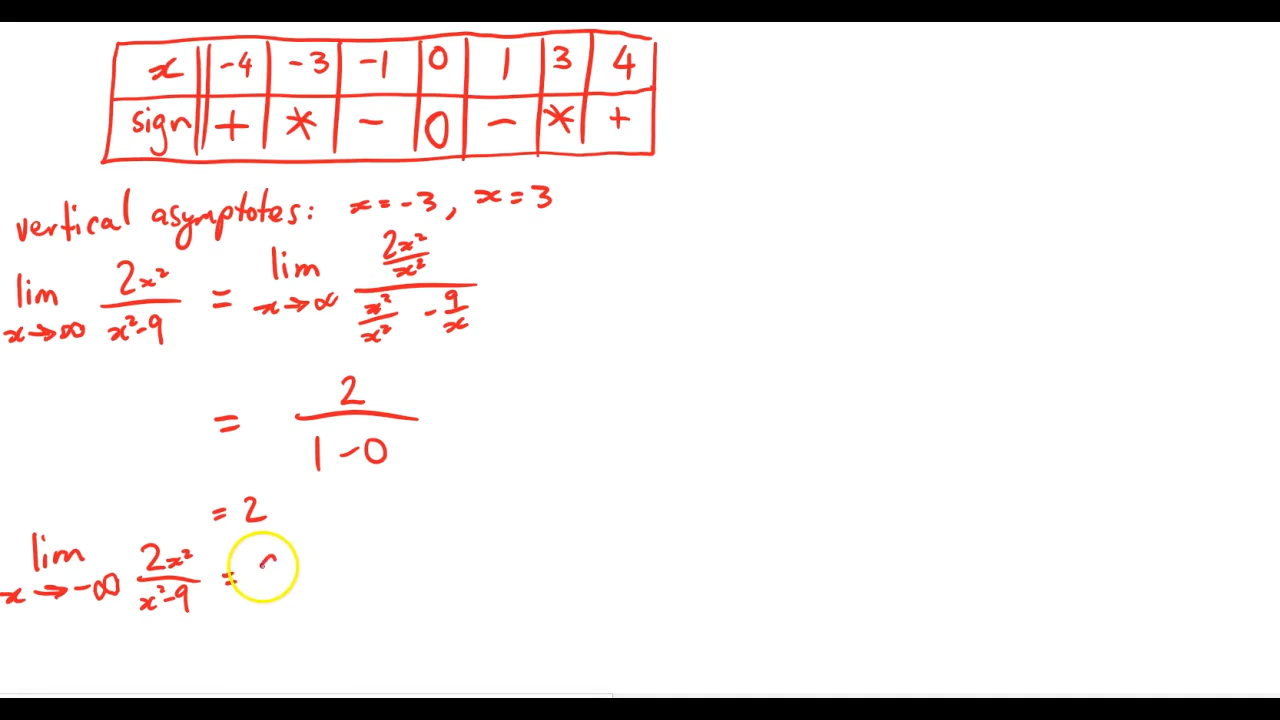 x -4 -3 -1 0 1 3 4
sign + * - 0 - * +
vertical asymptotes: x=-3, x=3
lim x→∞ 2x²/(x²-9) = lim x→∞ (2x²/x²)/(x²/x² - 9/x)
= 2/(1-0)
= 2
lim x→-∞ 2x²/(x²-9) =